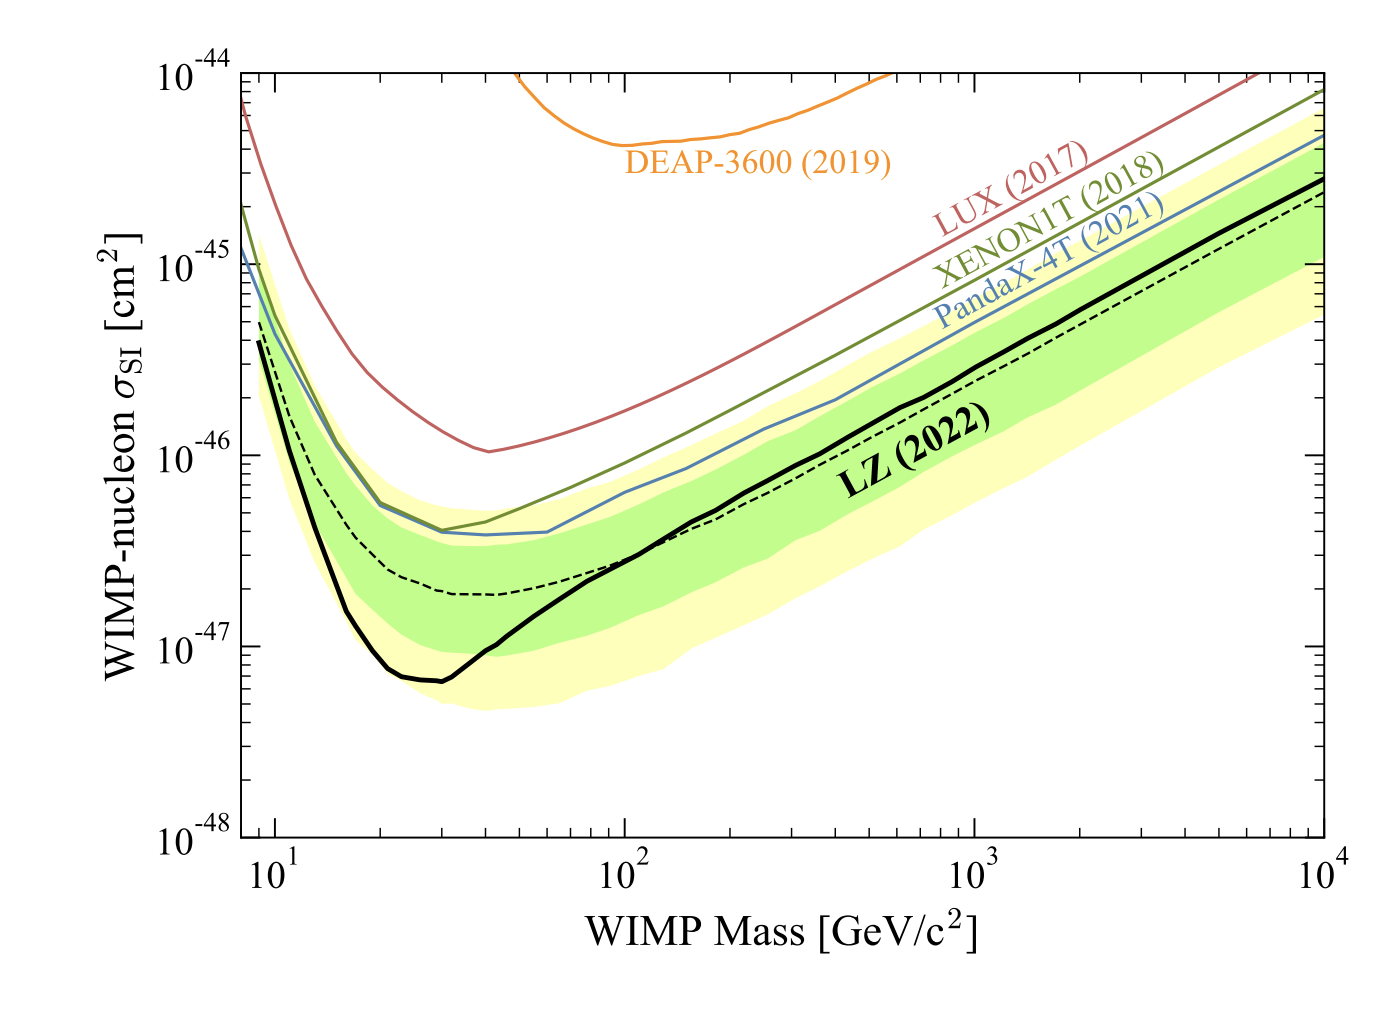 10^-44
10^-45
10^-46
10^-47
10^-48
WIMP-nucleon σ_SI [cm^2]
DEAP-3600 (2019)
LUX (2017)
XENON1T (2018)
PandaX-4T (2021)
LZ (2022)
10^1 10^2 10^3 10^4
WIMP Mass [GeV/c^2]